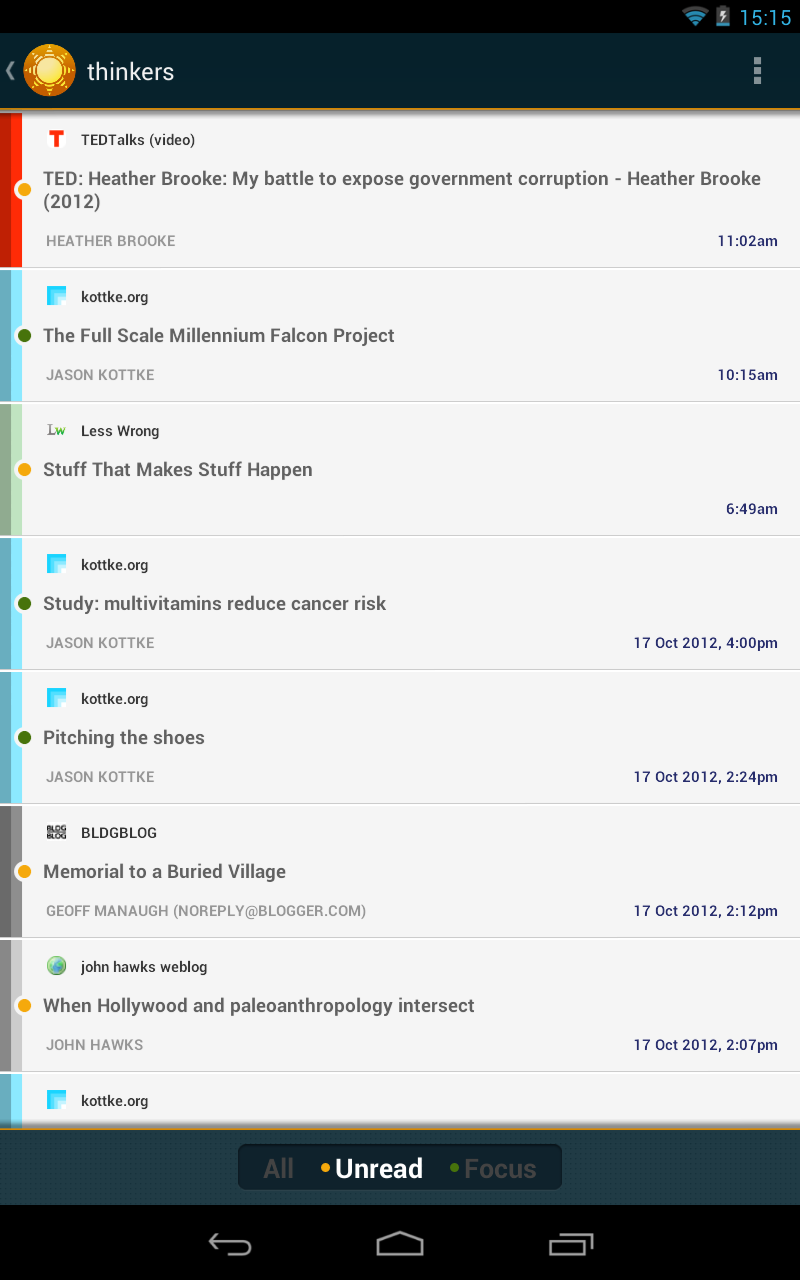 15:15
thinkers
T TEDTalks (video)
TED: Heather Brooke: My battle to expose government corruption - Heather Brooke
(2012)
HEATHER BROOKE 11:02am
kottke.org
The Full Scale Millennium Falcon Project
JASON KOTTKE 10:15am
Lw Less Wrong
Stuff That Makes Stuff Happen
6:49am
kottke.org
Study: multivitamins reduce cancer risk
JASON KOTTKE 17 Oct 2012, 4:00pm
kottke.org
Pitching the shoes
JASON KOTTKE 17 Oct 2012, 2:24pm
BLDG
BLOG BLDGBLOG
Memorial to a Buried Village
GEOFF MANAUGH (NOREPLY@BLOGGER.COM) 17 Oct 2012, 2:12pm
john hawks weblog
When Hollywood and paleoanthropology intersect
JOHN HAWKS 17 Oct 2012, 2:07pm
kottke.org
All Unread Focus